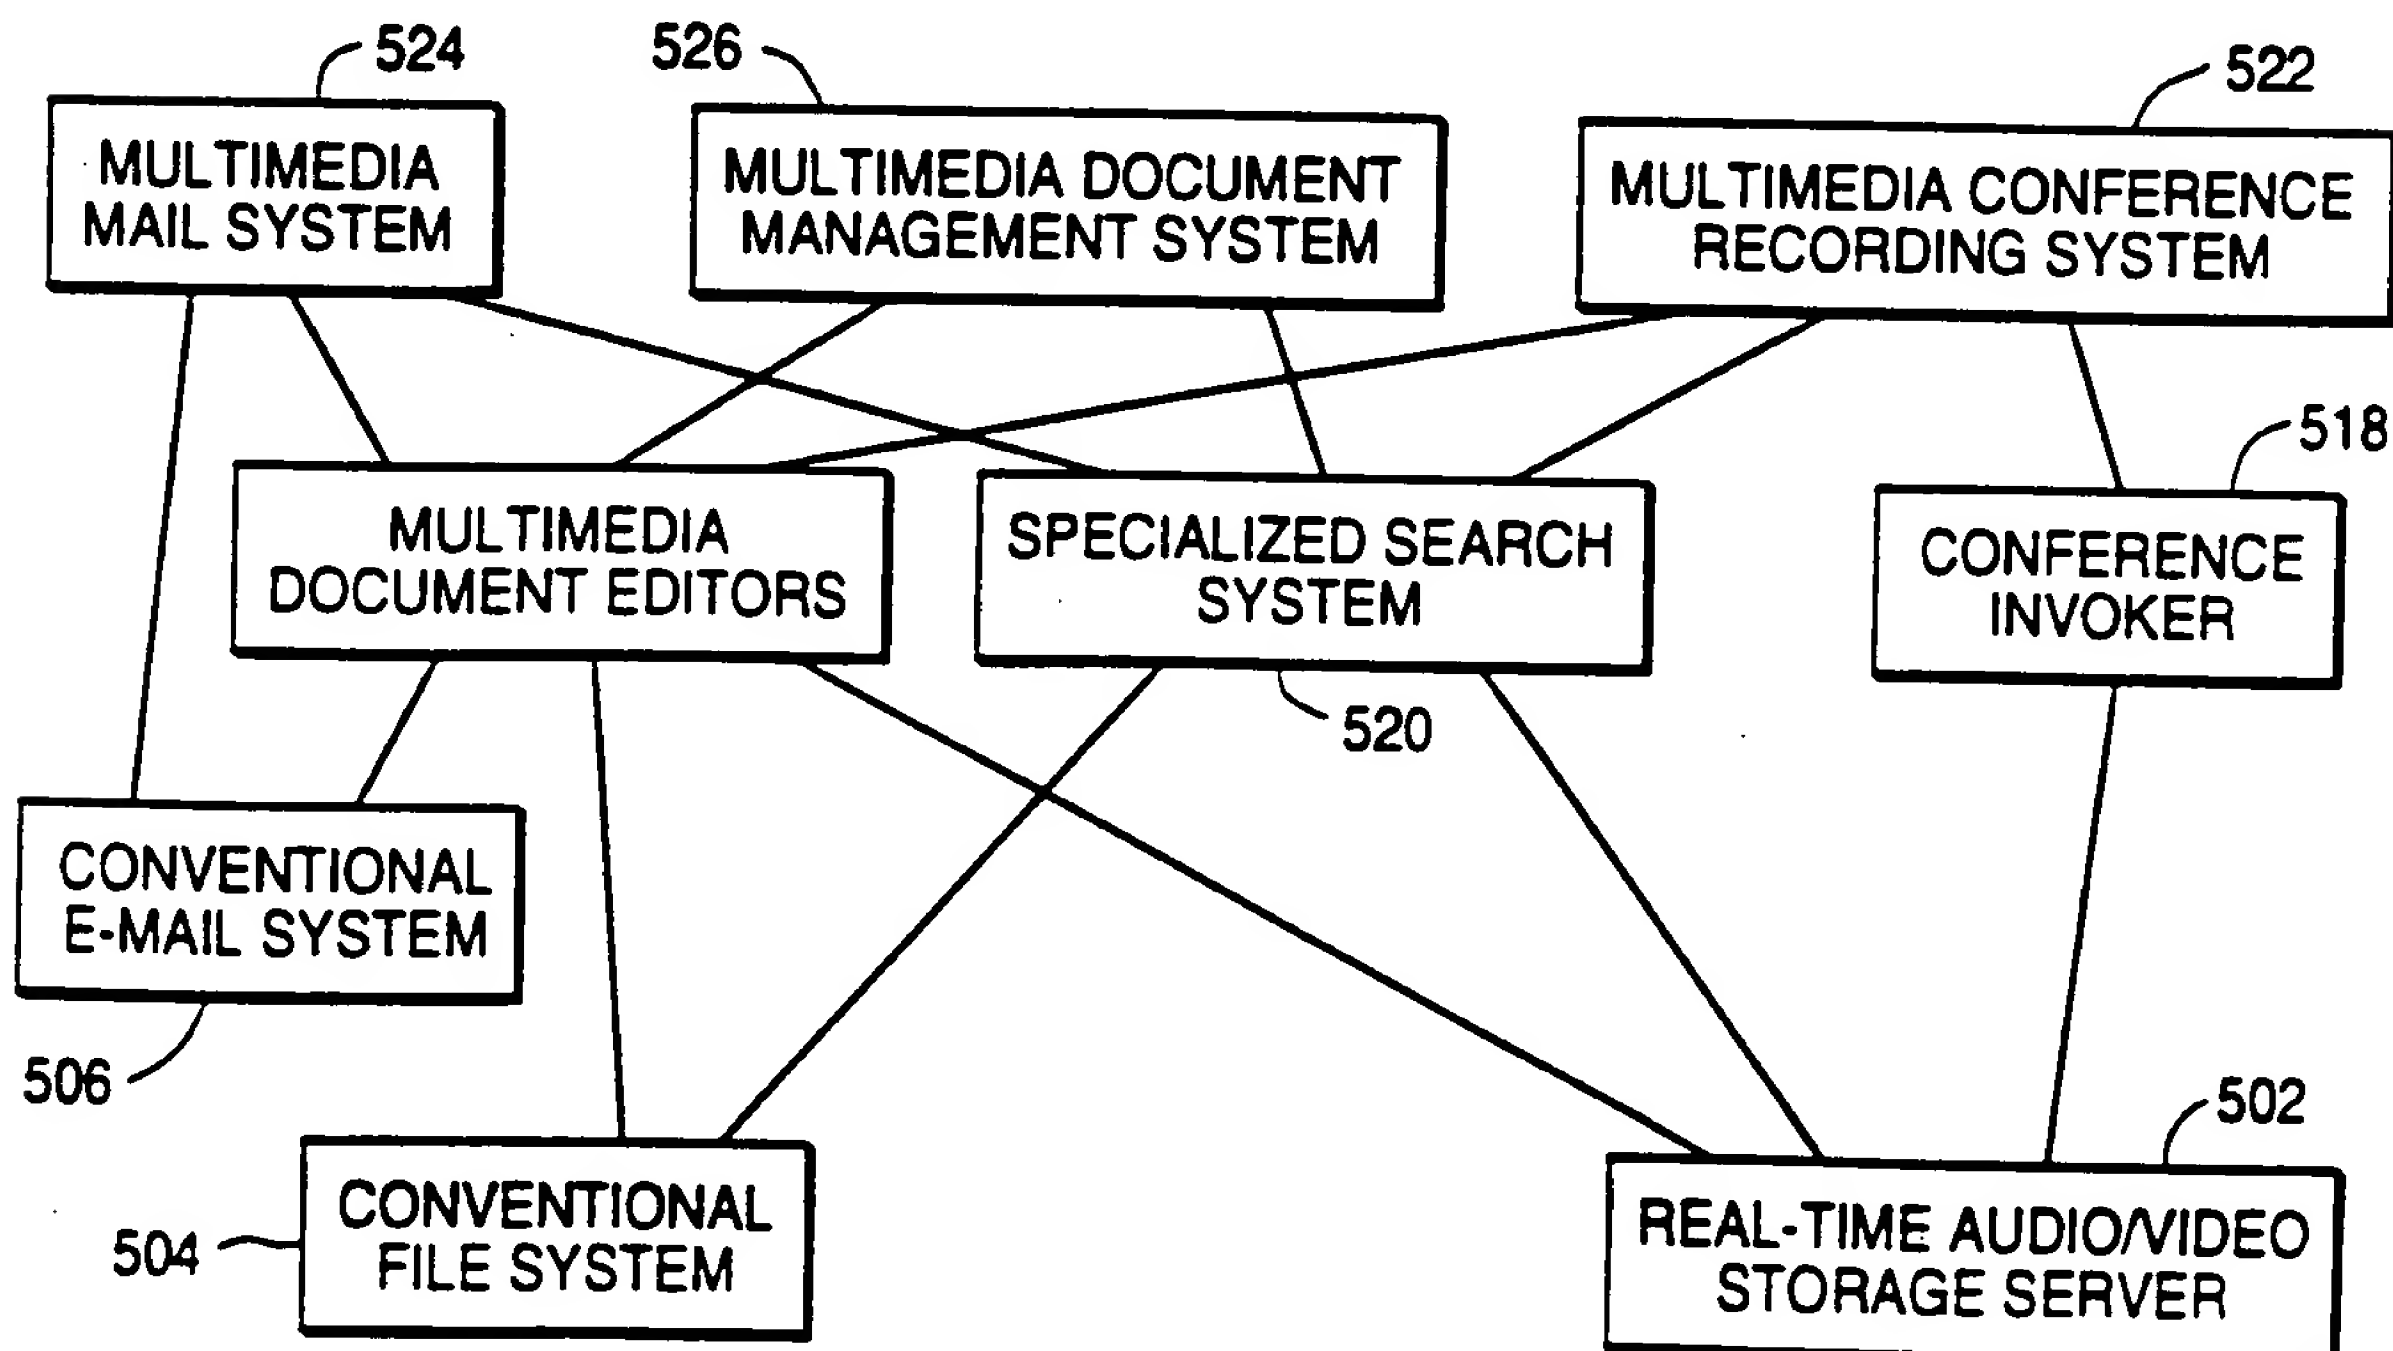 524
526
522
MULTIMEDIA
MAIL SYSTEM
MULTIMEDIA DOCUMENT
MANAGEMENT SYSTEM
MULTIMEDIA CONFERENCE
RECORDING SYSTEM
518
MULTIMEDIA
DOCUMENT EDITORS
SPECIALIZED SEARCH
SYSTEM
CONFERENCE
INVOKER
520
CONVENTIONAL
E-MAIL SYSTEM
506
502
504
CONVENTIONAL
FILE SYSTEM
REAL-TIME AUDIO/VIDEO
STORAGE SERVER